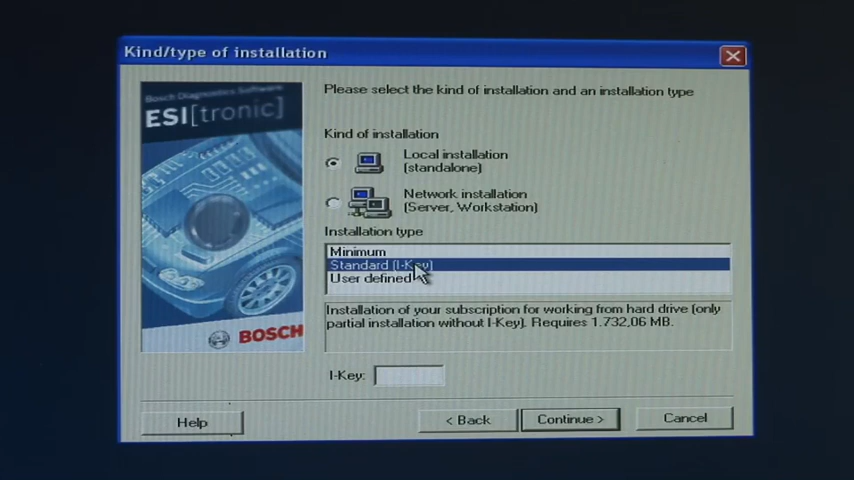 Kind/type of installation
Bosch Diagnostics Software
ESI[tronic]
Please select the kind of installation and an installation type
Kind of installation
Local installation
(standalone)
Network installation
(Server, Workstation)
Installation type
Minimum
Standard (I-Key)
User defined
Installation of your subscription for working from hard drive (only
partial installation without I-Key). Requires 1.732,06 MB.
BOSCH
I-Key:
Help
< Back
Continue >
Cancel